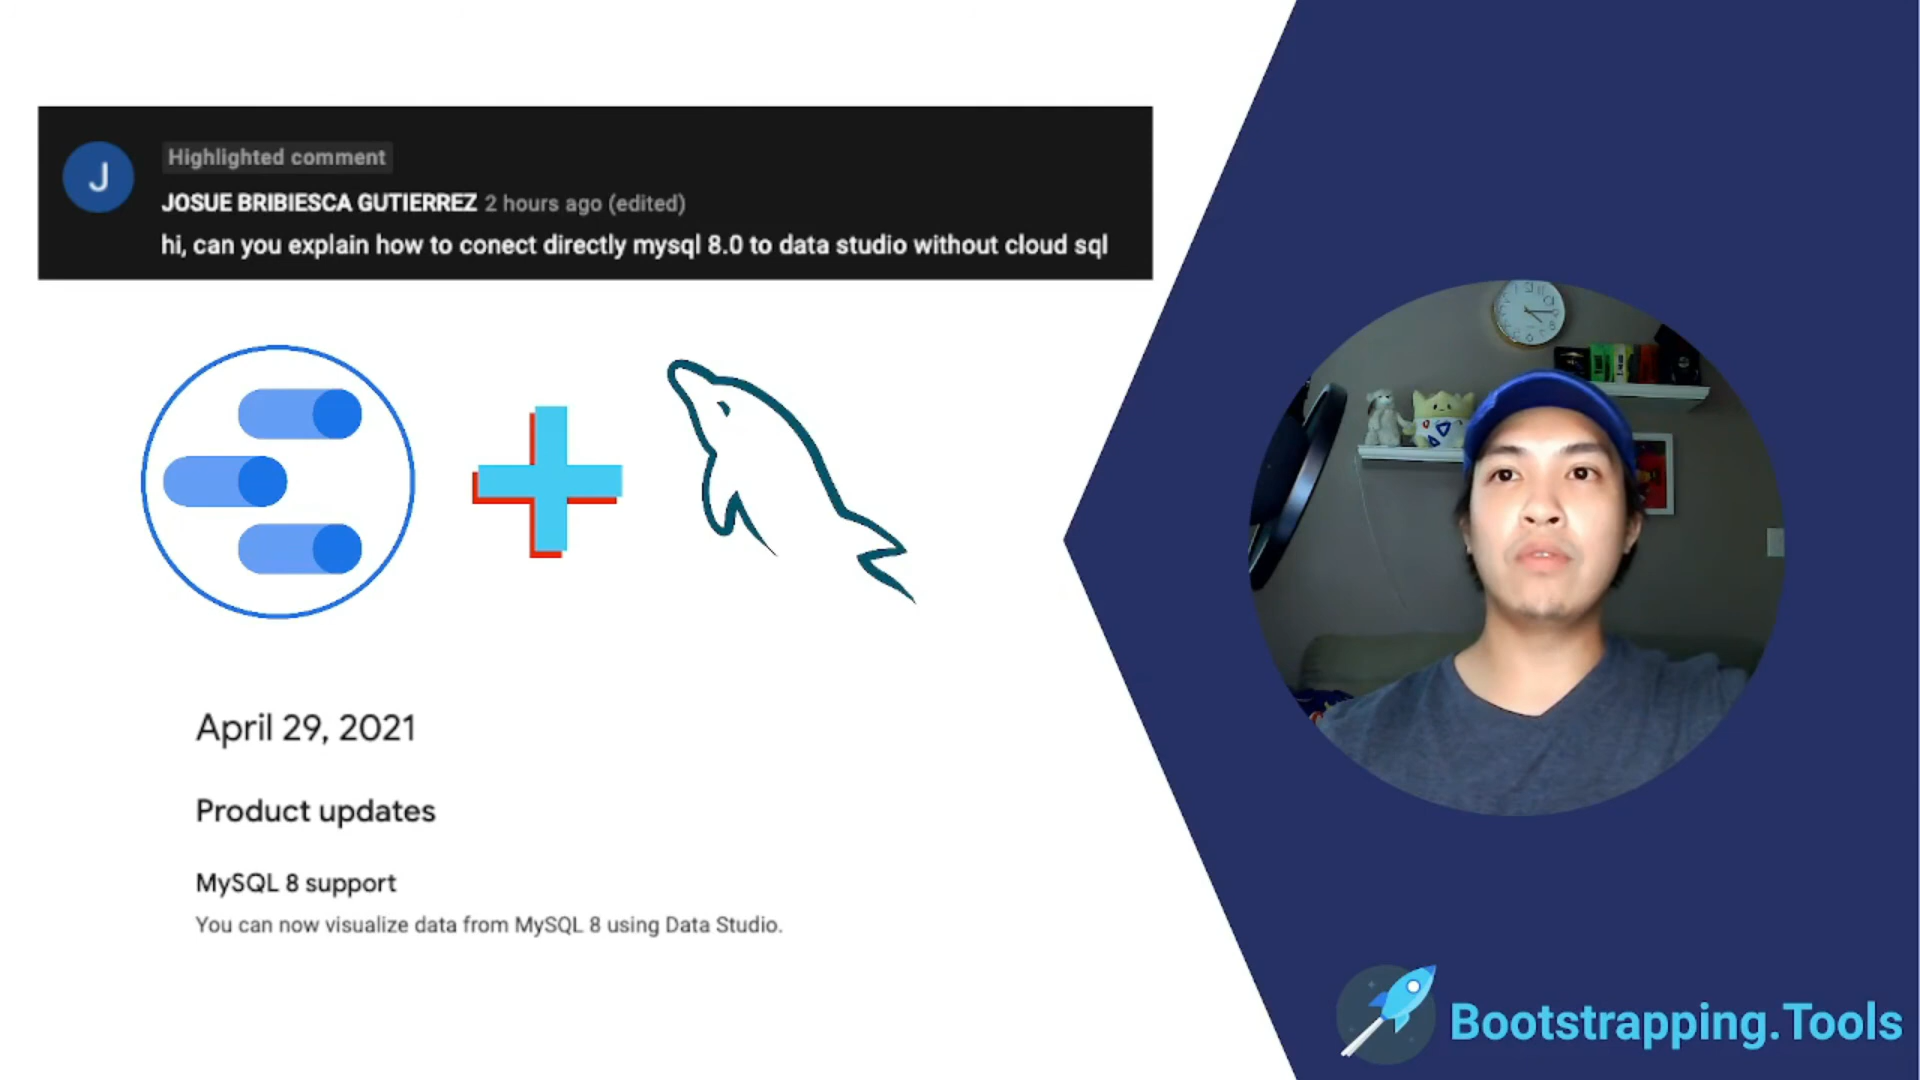 Highlighted comment
J
JOSUE BRIBIESCA GUTIERREZ 2 hours ago (edited)
hi, can you explain how to conect directly mysql 8.0 to data studio without cloud sql
April 29, 2021
Product updates
MySQL 8 support
You can now visualize data from MySQL 8 using Data Studio.
Bootstrapping.Tools